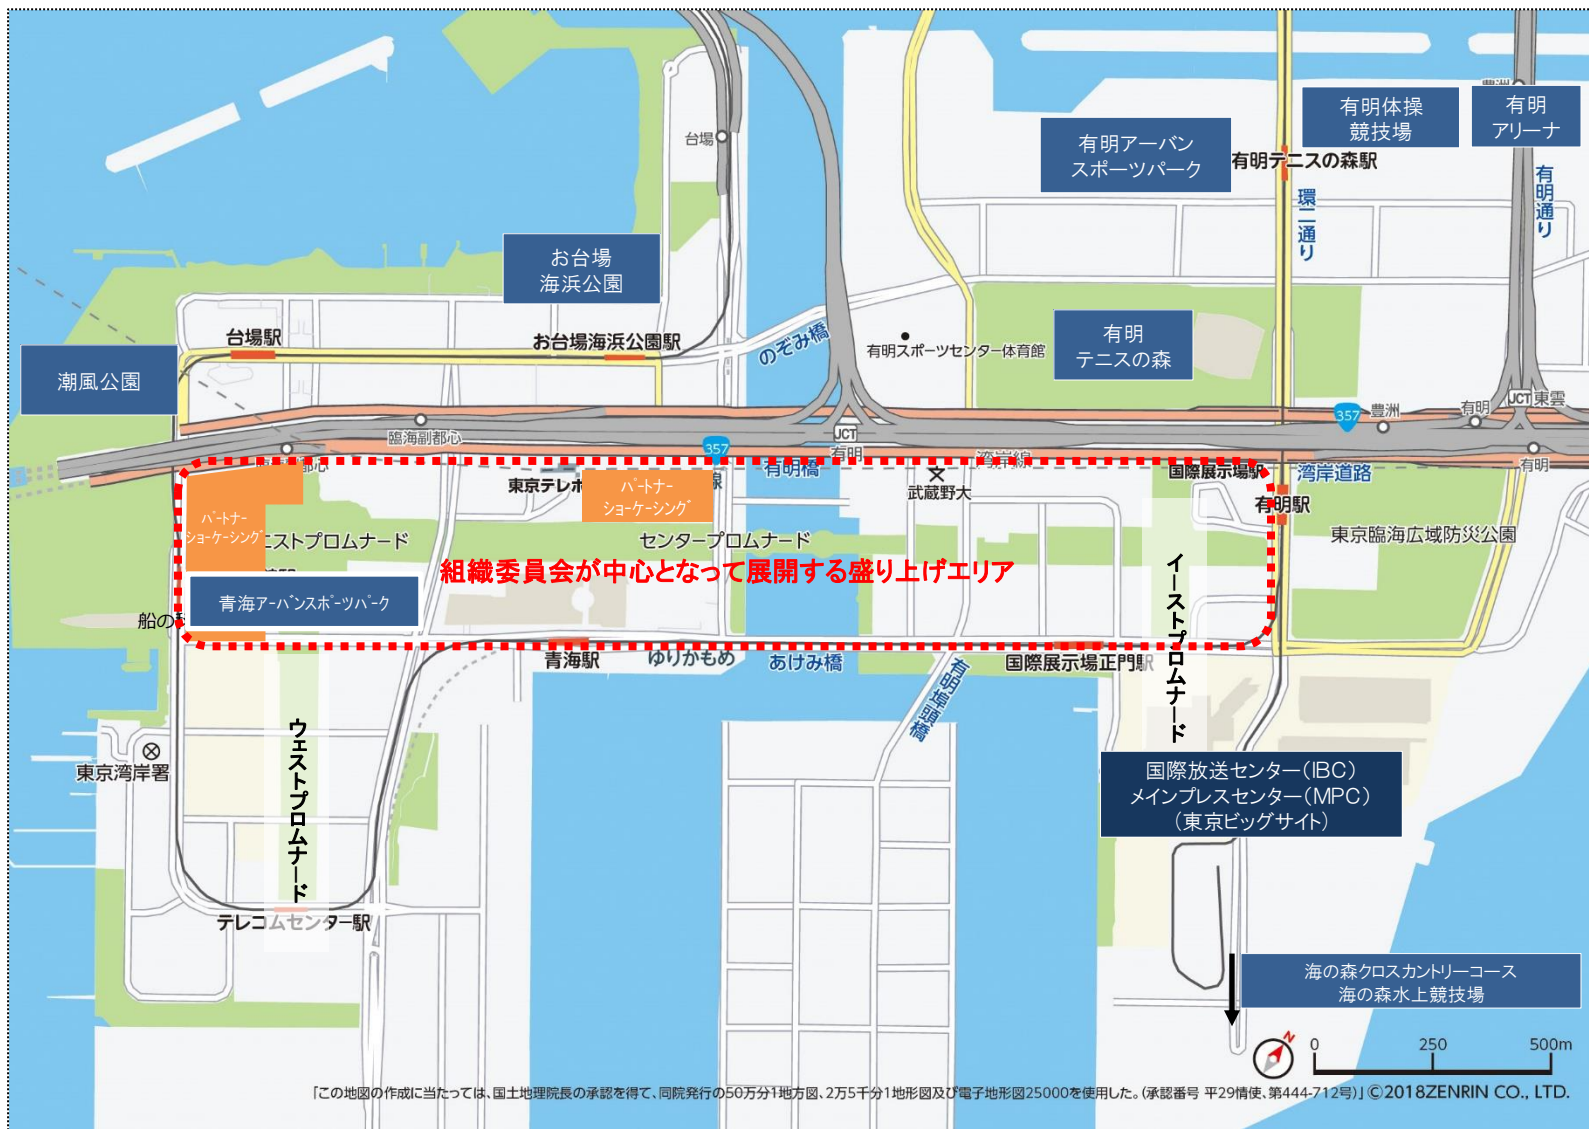 豊洲
有明体操
競技場
有明
アリーナ
台場
有明アーバン
スポーツパーク
有明テニスの森駅
環二通り
有明通り
お台場
海浜公園
台場駅
お台場海浜公園駅
のぞみ橋
有明スポーツセンター体育館
有明
テニスの森
潮風公園
臨海副都心
357
JCT
有明
357
豊洲
有明
JCT
東雲
有明
臨海副都心
有明橋
湾岸線
国際展示場駅
湾岸道路
東京テレポ
線
パートナー
ショーケーシング
武蔵野大
有明駅
パートナー
ショーケーシング
ェストプロムナード
センタープロムナード
東京臨海広域防災公園
組織委員会が中心となって展開する盛り上げエリア
イーストプロムナード
青海アーバンスポーツパーク
船の科
青海駅
ゆりかもめ
あけみ橋
国際展示場正門駅
有明埠頭橋
東京湾岸署
ウェストプロムナード
国際放送センター(IBC)
メインプレスセンター(MPC)
(東京ビッグサイト)
テレコムセンター駅
海の森クロスカントリーコース
海の森水上競技場
N
0 250 500m
「この地図の作成に当たっては、国土地理院長の承認を得て、同院発行の50万分1地方図、2万5千分1地形図及び電子地形図25000を使用した。(承認番号 平29情使、第444-712号)」©2018ZENRIN CO., LTD.